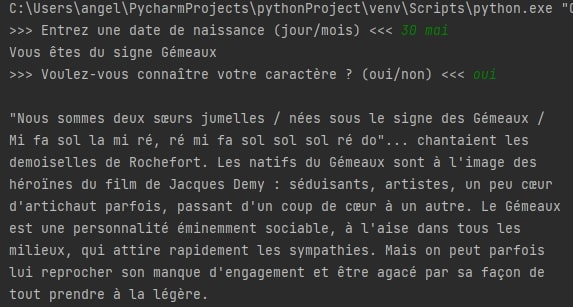 C:\Users\angel\PycharmProjects\pythonProject\venv\Scripts\python.exe "
>>> Entrez une date de naissance (jour/mois) <<< 30 mai
Vous êtes du signe Gémeaux
>>> Voulez-vous connaître votre caractère ? (oui/non) <<< oui
"Nous sommes deux sœurs jumelles / nées sous le signe des Gémeaux /
Mi fa sol la mi ré, ré mi fa sol sol sol ré do"... chantaient les
demoiselles de Rochefort. Les natifs du Gémeaux sont à l'image des
héroïnes du film de Jacques Demy : séduisants, artistes, un peu cœur
d'artichaut parfois, passant d'un coup de cœur à un autre. Le Gémeaux
est une personnalité éminemment sociable, à l'aise dans tous les
milieux, qui attire rapidement les sympathies. Mais on peut parfois
lui reprocher son manque d'engagement et être agacé par sa façon de
tout prendre à la légère.